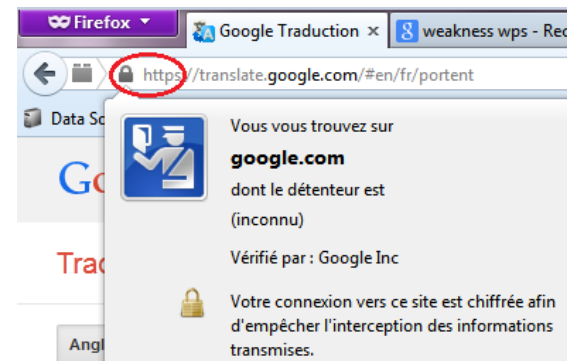 Firefox
Google Traduction × 8 weakness wps - Rec
https://translate.google.com/#en/fr/portent
Data Sc
Go
Vous vous trouvez sur
google.com
dont le détenteur est
(inconnu)
Vérifié par : Google Inc
Trad
Votre connexion vers ce site est chiffrée afin
d'empêcher l'interception des informations
transmises.
Angl